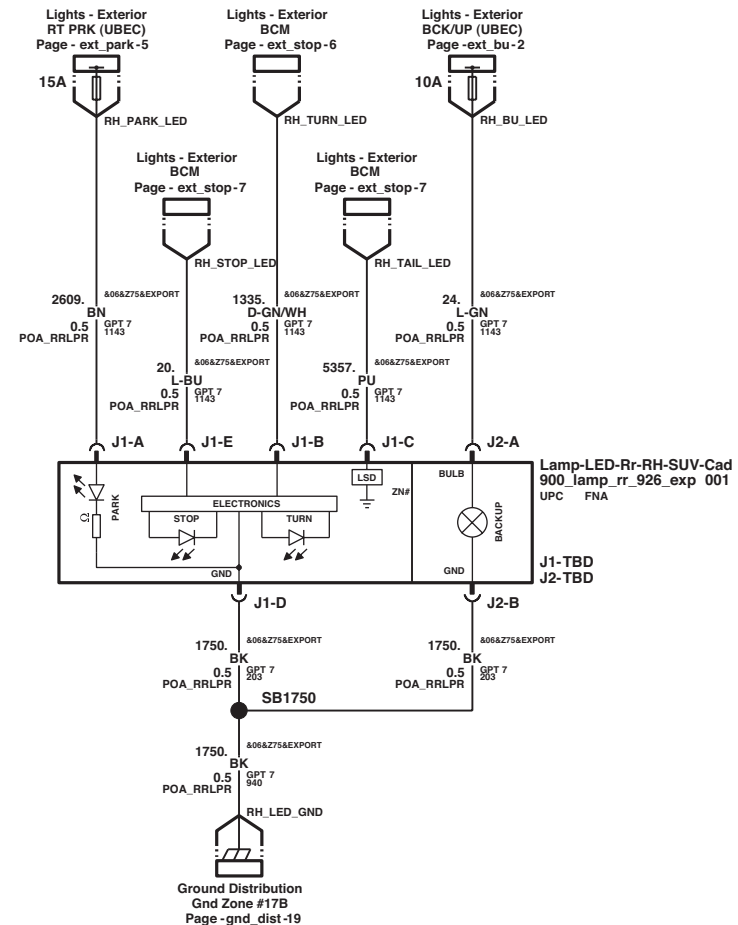 Lights - Exterior
RT PRK (UBEC)
Page - ext_park-5
15A
RH_PARK_LED
Lights - Exterior
BCM
Page - ext_stop-6
RH_TURN_LED
Lights - Exterior
BCK/UP (UBEC)
Page -ext_bu-2
10A
RH_BU_LED
Lights - Exterior
BCM
Page - ext_stop-7
RH_STOP_LED
Lights - Exterior
BCM
Page - ext_stop-7
RH_TAIL_LED
2609.
&06&Z75&EXPORT
BN
0.5
GPT 7
1143
POA_RRLPR
1335.
&06&Z75&EXPORT
D-GN/WH
0.5
GPT 7
1143
POA_RRLPR
24.
&06&Z75&EXPORT
L-GN
0.5
GPT 7
1143
POA_RRLPR
20.
&06&Z75&EXPORT
L-BU
0.5
GPT 7
1143
POA_RRLPR
5357.
&06&Z75&EXPORT
PU
0.5
GPT 7
1143
POA_RRLPR
J1-A
J1-E
J1-B
J1-C
J2-A
PARK
Ω
ELECTRONICS
STOP
TURN
GND
LSD
ZN#
BULB
BACKUP
GND
Lamp-LED-Rr-RH-SUV-Cad
900_lamp_rr_926_exp 001
UPC FNA
J1-TBD
J2-TBD
J1-D
J2-B
1750.
&06&Z75&EXPORT
BK
0.5
GPT 7
203
POA_RRLPR
1750.
&06&Z75&EXPORT
BK
0.5
GPT 7
203
POA_RRLPR
SB1750
1750.
&06&Z75&EXPORT
BK
0.5
GPT 7
940
POA_RRLPR
RH_LED_GND
Ground Distribution
Gnd Zone #17B
Page -gnd_dist-19